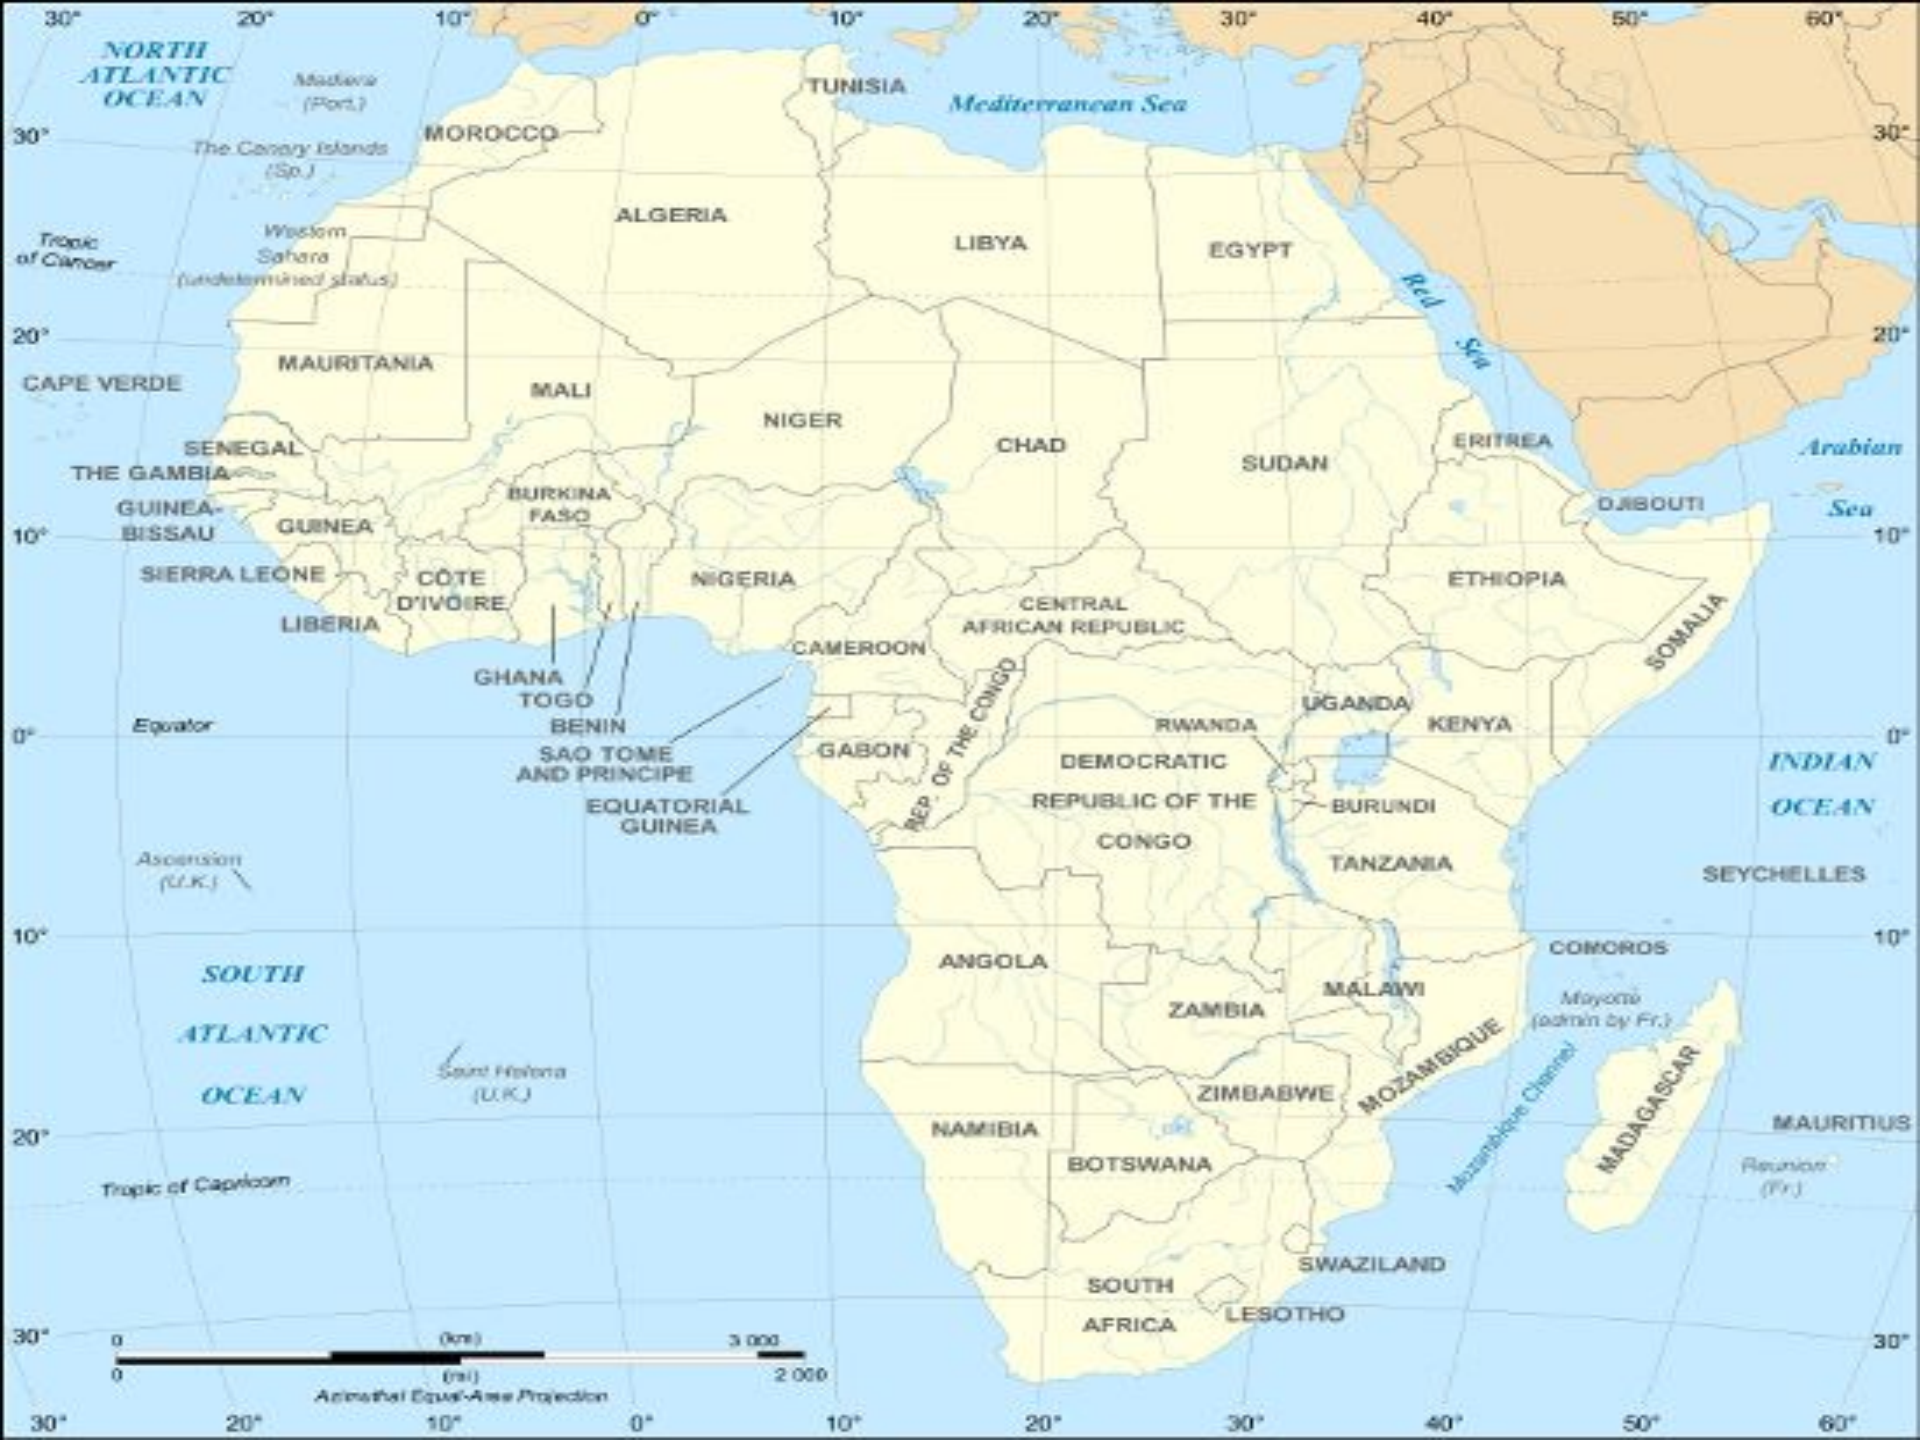 30° 20° 10° 0° 10° 20° 30° 40° 50° 60°
NORTH
ATLANTIC
OCEAN
Madiera
(Port.)
TUNISIA
Mediterranean Sea
30°
MOROCCO
30°
The Canary Islands
(Sp.)
ALGERIA
LIBYA
EGYPT
Western
Sahara
(undetermined status)
Tropic
of Cancer
Red
Sea
20°
20°
MAURITANIA
CAPE VERDE
MALI
NIGER
CHAD
SUDAN
ERITREA
Arabian
Sea
SENEGAL
THE GAMBIA
GUINEA-
BISSAU
BURKINA
FASO
DJIBOUTI
GUINEA
10°
10°
SIERRA LEONE
CÔTE
D'IVOIRE
NIGERIA
ETHIOPIA
LIBERIA
CENTRAL
AFRICAN REPUBLIC
SOMALIA
CAMEROON
GHANA
TOGO
BENIN
SAO TOME
AND PRINCIPE
EQUATORIAL
GUINEA
Equator
0°
0°
GABON
REP. OF THE CONGO
RWANDA
UGANDA
KENYA
DEMOCRATIC
REPUBLIC OF THE
CONGO
BURUNDI
INDIAN
OCEAN
TANZANIA
SEYCHELLES
Ascension
(U.K.)
10°
10°
ANGOLA
COMOROS
SOUTH
ATLANTIC
OCEAN
ZAMBIA
MALAWI
Mayotte
(admin by Fr.)
MOZAMBIQUE
Mozambique Channel
MADAGASCAR
Saint Helena
(U.K.)
ZIMBABWE
NAMIBIA
BOTSWANA
MAURITIUS
20°
Reunion
(Fr.)
Tropic of Capricorn
SWAZILAND
SOUTH
AFRICA
LESOTHO
30°
30°
0 (km) 3 000
0 (mi) 2 000
Azimuthal Equal-Area Projection
30° 20° 10° 0° 10° 20° 30° 40° 50° 60°